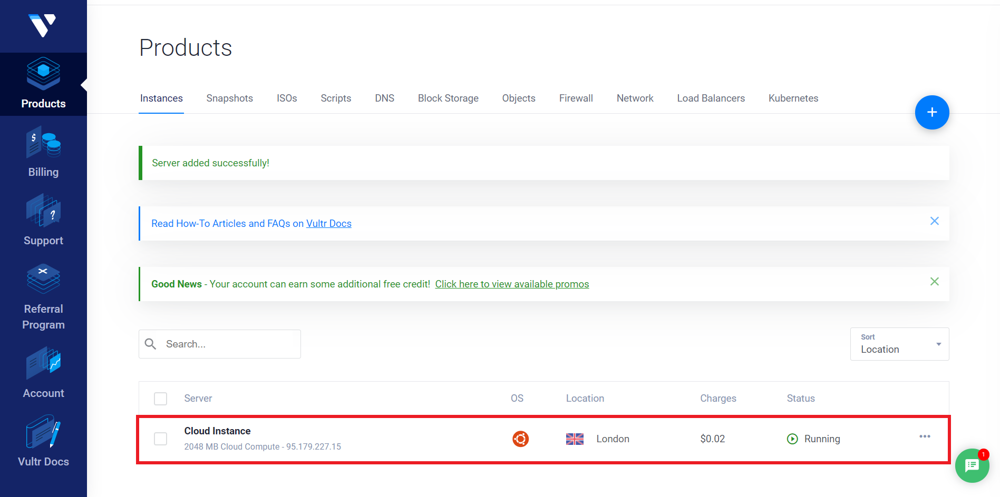 Products
Billing
Support
Referral
Program
Account
Vultr Docs
Products
Instances Snapshots ISOs Scripts DNS Block Storage Objects Firewall Network Load Balancers Kubernetes
+
Server added successfully!
Read How-To Articles and FAQs on Vultr Docs
Good News - Your account can earn some additional free credit! Click here to view available promos
Search...
Sort
Location
Server OS Location Charges Status
Cloud Instance
2048 MB Cloud Compute - 95.179.227.15
London $0.02 Running
1